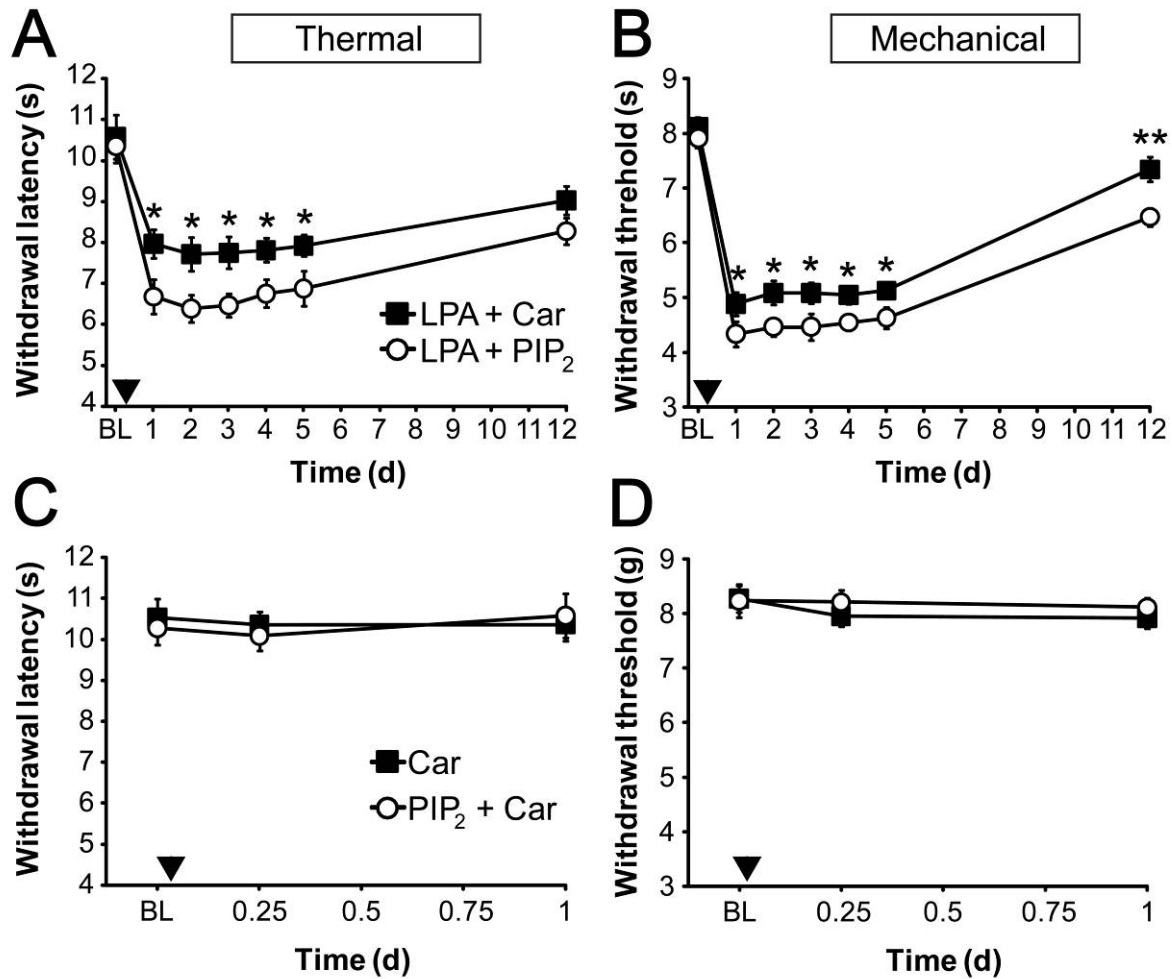 A
Thermal
Withdrawal latency (s)
12
11
10
9
8
7
6
5
4
* * * * *
LPA + Car
LPA + PIP2
BL 1 2 3 4 5 6 7 8 9 10 11 12
Time (d)
B
Mechanical
Withdrawal threhold (s)
9
8
7
6
5
4
3
* * * * *
**
BL 1 2 3 4 5 6 7 8 9 10 11 12
Time (d)
C
Withdrawal latency (s)
12
11
10
9
8
7
6
5
4
Car
PIP2 + Car
BL 0.25 0.5 0.75 1
Time (d)
D
Withdrawal threshold (g)
9
8
7
6
5
4
3
BL 0.25 0.5 0.75 1
Time (d)